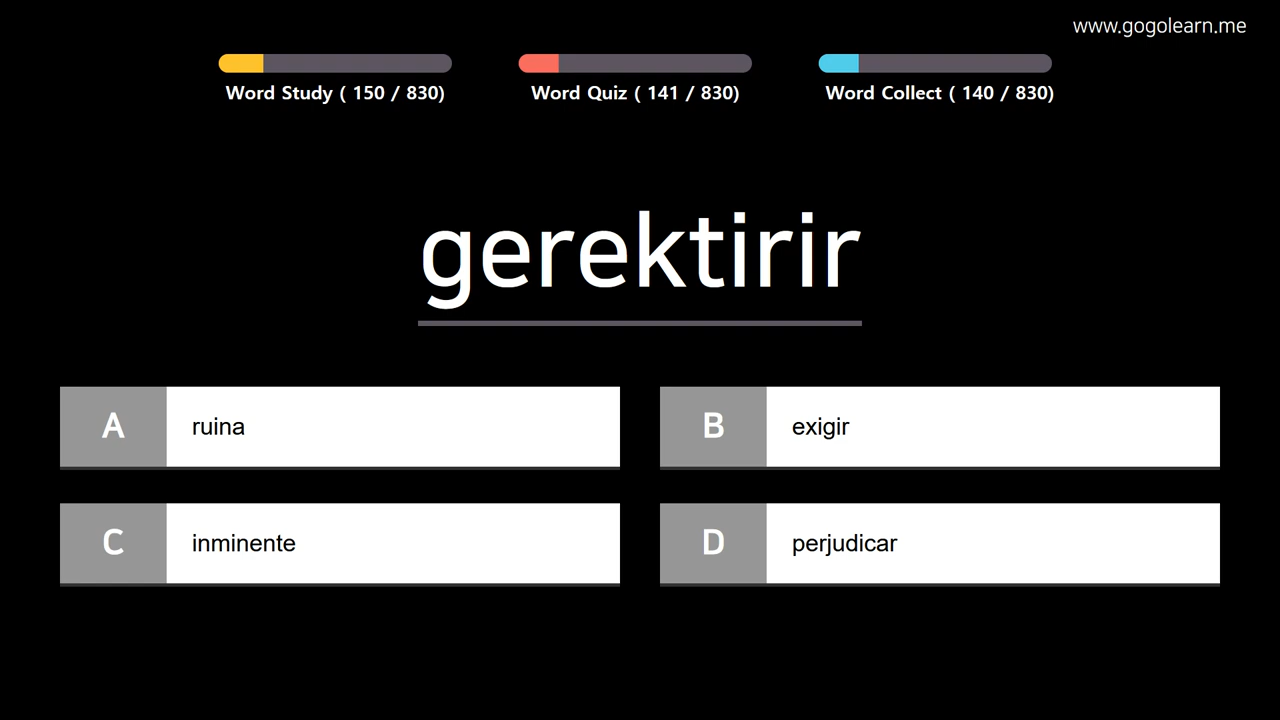 www.gogolearn.me
Word Study ( 150 / 830)
Word Quiz ( 141 / 830)
Word Collect ( 140 / 830)
gerektirir
A ruina
B exigir
C inminente
D perjudicar